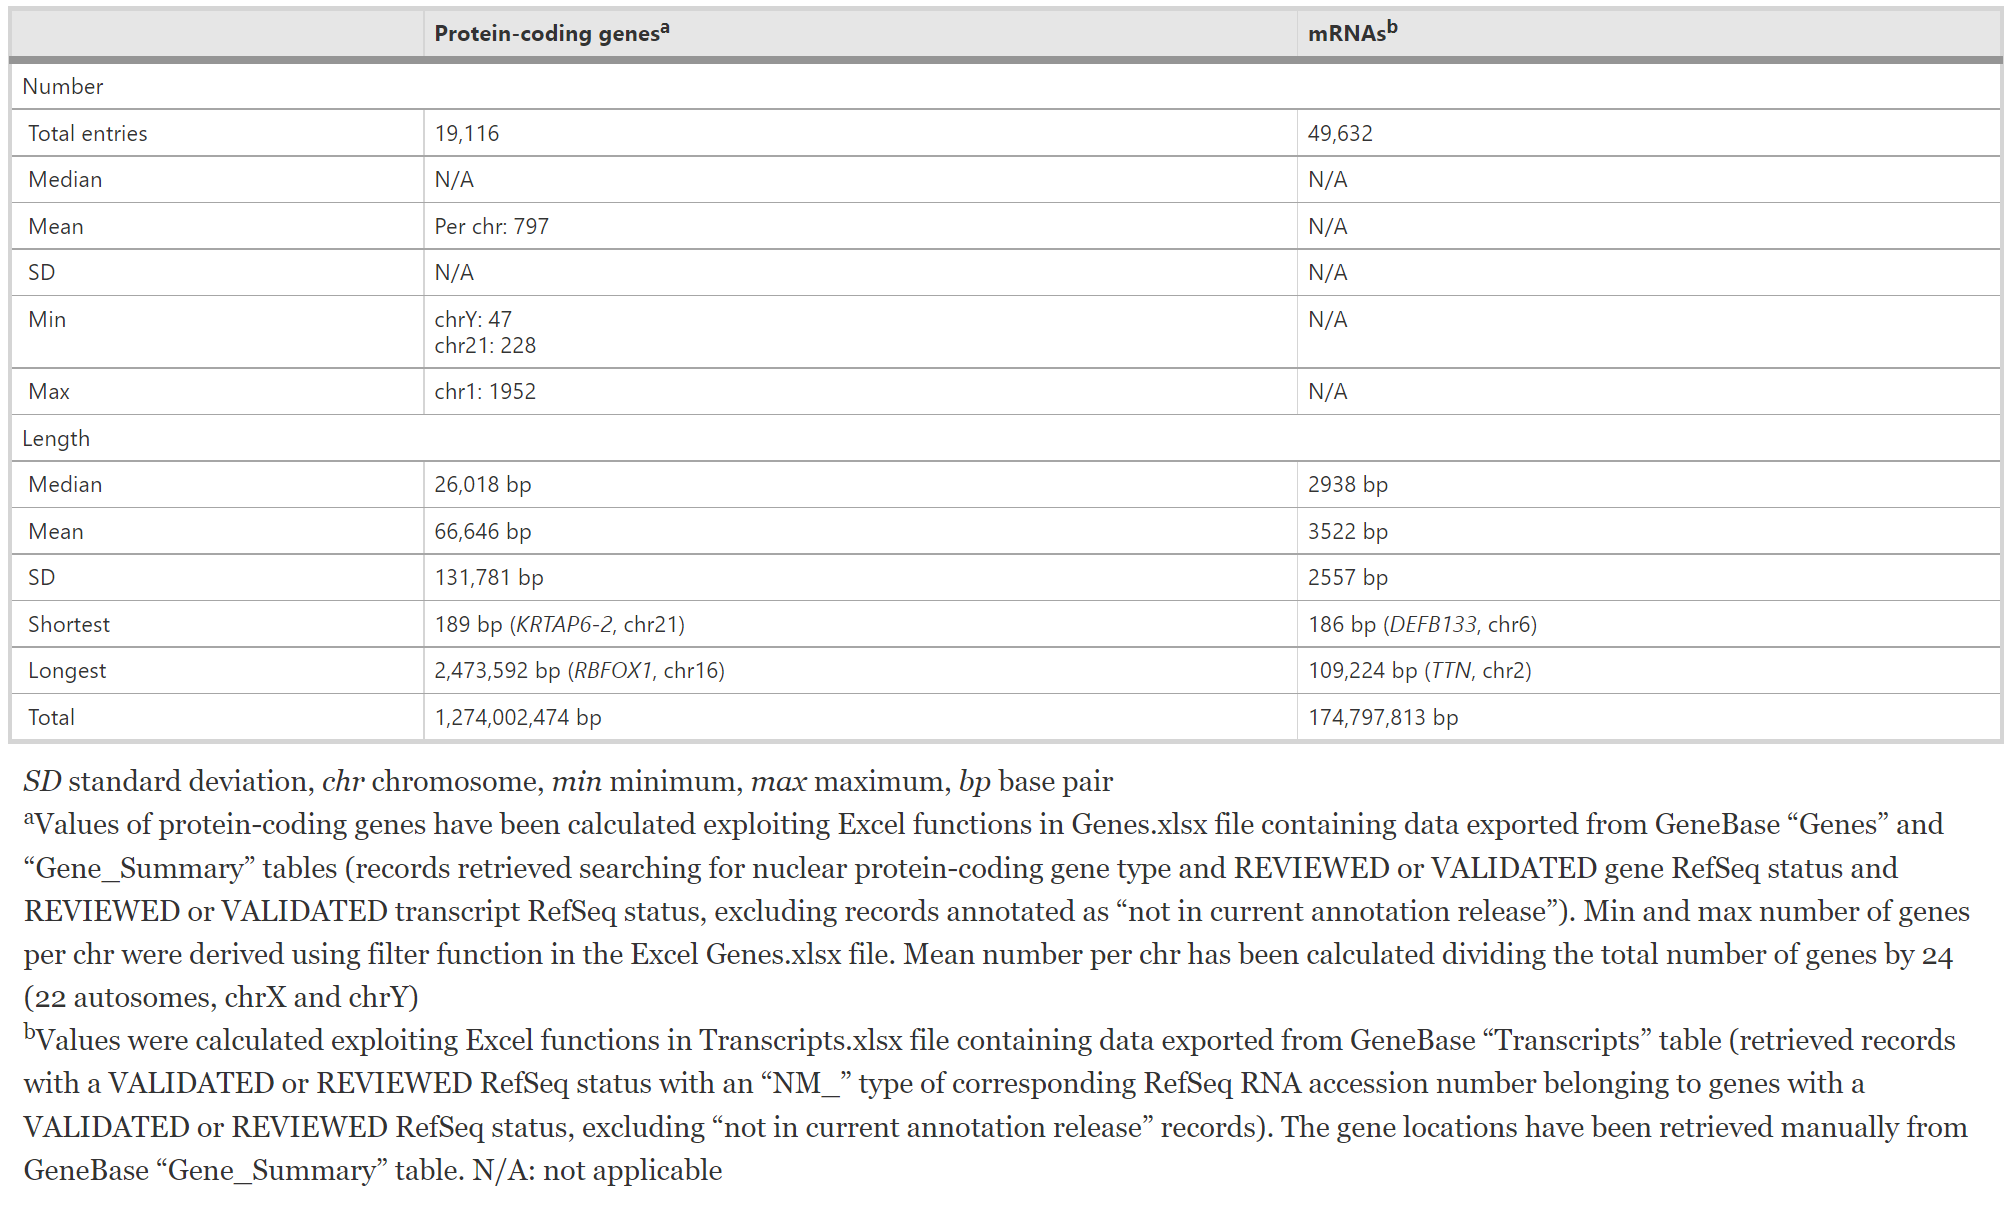 Protein-coding genesa mRNAsb
Number
Total entries 19,116 49,632
Median N/A N/A
Mean Per chr: 797 N/A
SD N/A N/A
Min chrY: 47 N/A
chr21: 228
Max chr1: 1952 N/A
Length
Median 26,018 bp 2938 bp
Mean 66,646 bp 3522 bp
SD 131,781 bp 2557 bp
Shortest 189 bp (KRTAP6-2, chr21) 186 bp (DEFB133, chr6)
Longest 2,473,592 bp (RBFOX1, chr16) 109,224 bp (TTN, chr2)
Total 1,274,002,474 bp 174,797,813 bp
SD standard deviation, chr chromosome, min minimum, max maximum, bp base pair
aValues of protein-coding genes have been calculated exploiting Excel functions in Genes.xlsx file containing data exported from GeneBase “Genes” and
“Gene_Summary” tables (records retrieved searching for nuclear protein-coding gene type and REVIEWED or VALIDATED gene RefSeq status and
REVIEWED or VALIDATED transcript RefSeq status, excluding records annotated as “not in current annotation release”). Min and max number of genes
per chr were derived using filter function in the Excel Genes.xlsx file. Mean number per chr has been calculated dividing the total number of genes by 24
(22 autosomes, chrX and chrY)
bValues were calculated exploiting Excel functions in Transcripts.xlsx file containing data exported from GeneBase “Transcripts” table (retrieved records
with a VALIDATED or REVIEWED RefSeq status with an “NM_” type of corresponding RefSeq RNA accession number belonging to genes with a
VALIDATED or REVIEWED RefSeq status, excluding “not in current annotation release” records). The gene locations have been retrieved manually from
GeneBase “Gene_Summary” table. N/A: not applicable